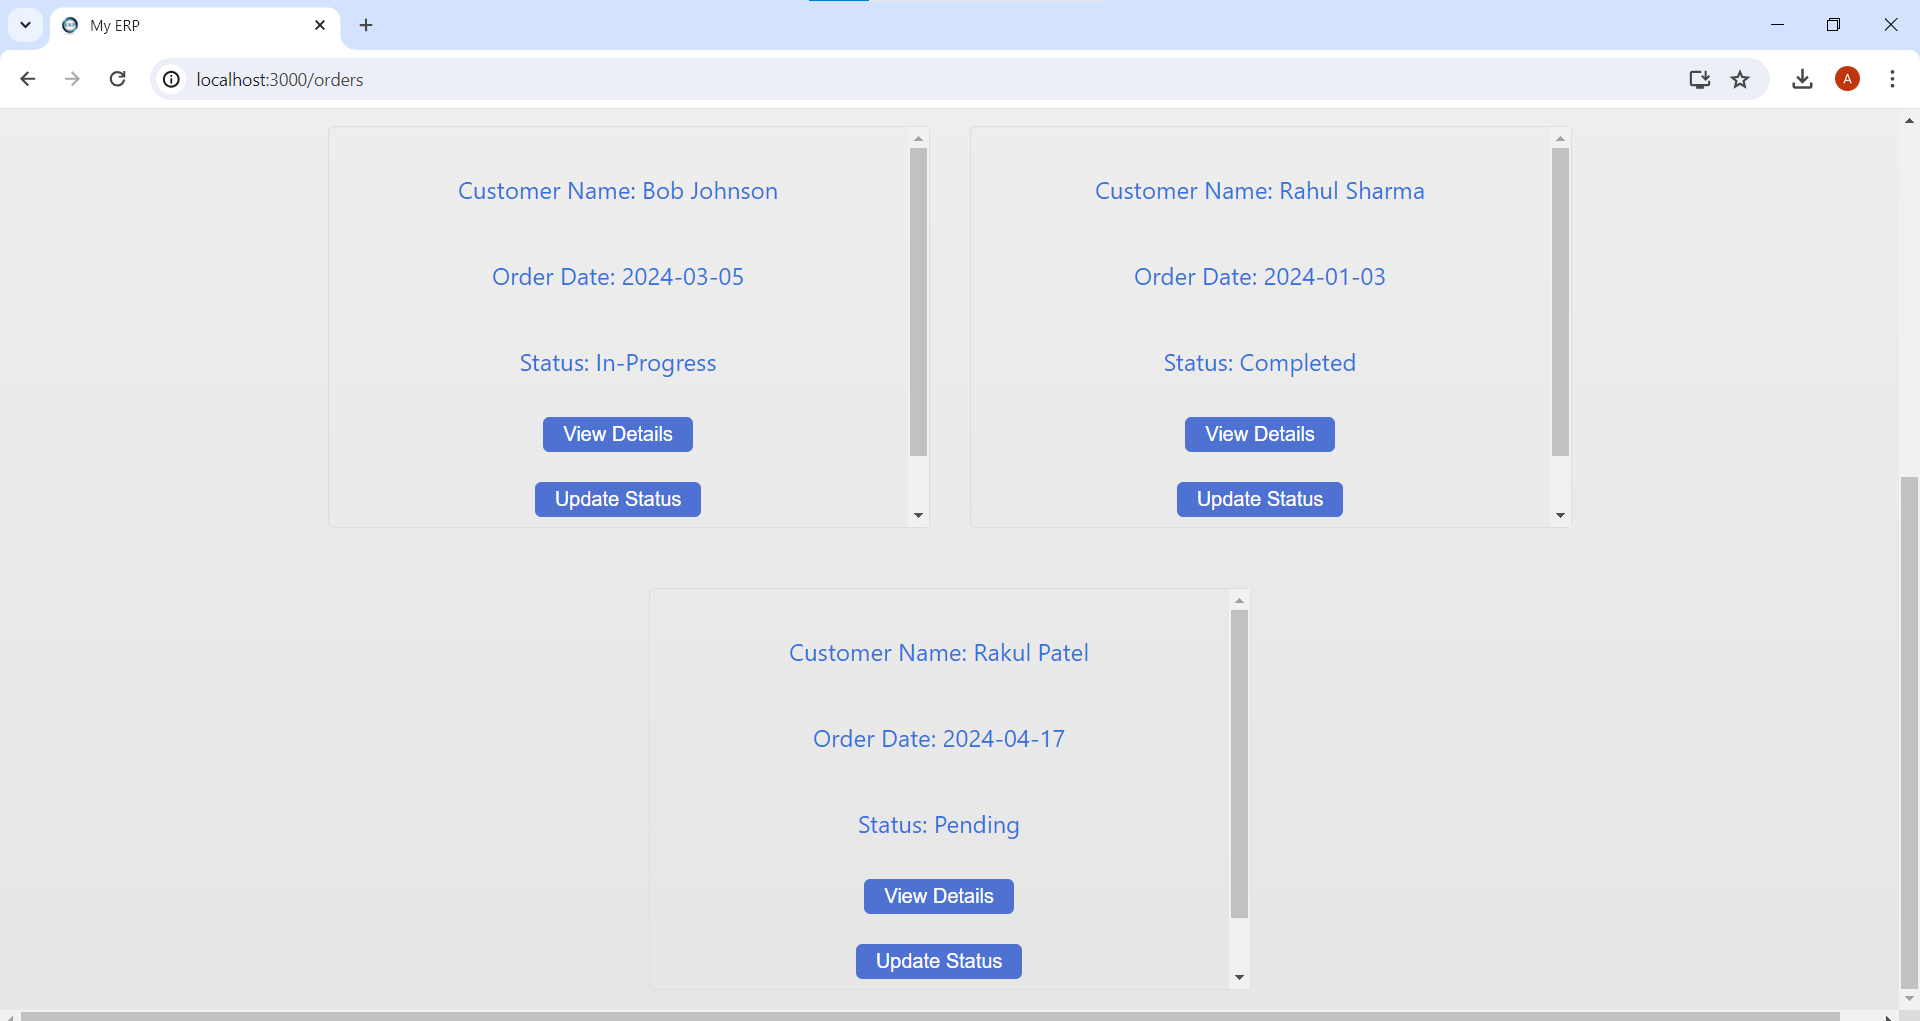 My ERP
localhost:3000/orders
A
Customer Name: Bob Johnson
Order Date: 2024-03-05
Status: In-Progress
View Details
Update Status
Customer Name: Rahul Sharma
Order Date: 2024-01-03
Status: Completed
View Details
Update Status
Customer Name: Rakul Patel
Order Date: 2024-04-17
Status: Pending
View Details
Update Status